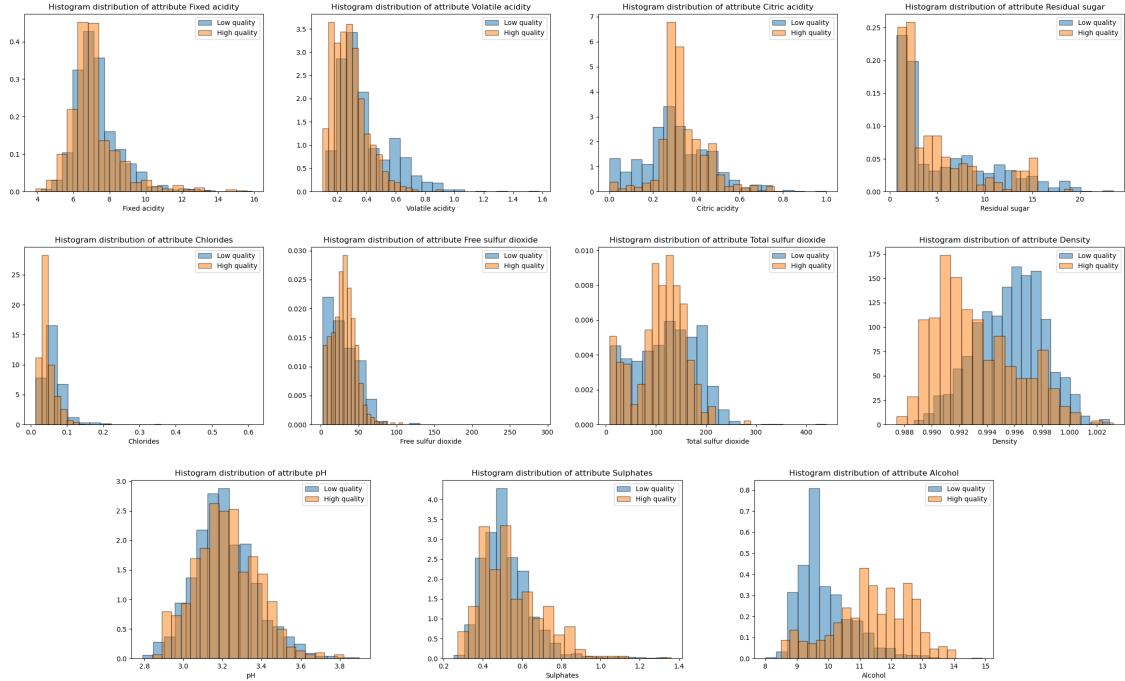 Histogram distribution of attribute Fixed acidity
Low quality
High quality
0.4
0.3
0.2
0.1
0.0
4 6 8 10 12 14 16
Fixed acidity
Histogram distribution of attribute Volatile acidity
Low quality
High quality
4.0
3.5
3.0
2.5
2.0
1.5
1.0
0.5
0.0
0.2 0.4 0.6 0.8 1.0 1.2 1.4 1.6
Volatile acidity
Histogram distribution of attribute Citric acidity
Low quality
High quality
7
6
5
4
3
2
1
0
0.0 0.2 0.4 0.6 0.8 1.0
Citric acidity
Histogram distribution of attribute Residual sugar
Low quality
High quality
0.25
0.20
0.15
0.10
0.05
0.00
0 5 10 15 20
Residual sugar
Histogram distribution of attribute Chlorides
Low quality
High quality
25
20
15
10
5
0
0.0 0.1 0.2 0.3 0.4 0.5 0.6
Chlorides
Histogram distribution of attribute Free sulfur dioxide
Low quality
High quality
0.030
0.025
0.020
0.015
0.010
0.005
0.000
0 50 100 150 200 250 300
Free sulfur dioxide
Histogram distribution of attribute Total sulfur dioxide
Low quality
High quality
0.010
0.008
0.006
0.004
0.002
0.000
0 100 200 300 400
Total sulfur dioxide
Histogram distribution of attribute Density
Low quality
High quality
175
150
125
100
75
50
25
0
0.988 0.990 0.992 0.994 0.996 0.998 1.000 1.002
Density
Histogram distribution of attribute pH
Low quality
High quality
3.0
2.5
2.0
1.5
1.0
0.5
0.0
2.8 3.0 3.2 3.4 3.6 3.8
pH
Histogram distribution of attribute Sulphates
Low quality
High quality
4.0
3.5
3.0
2.5
2.0
1.5
1.0
0.5
0.0
0.2 0.4 0.6 0.8 1.0 1.2 1.4
Sulphates
Histogram distribution of attribute Alcohol
Low quality
High quality
0.8
0.7
0.6
0.5
0.4
0.3
0.2
0.1
0.0
8 9 10 11 12 13 14 15
Alcohol